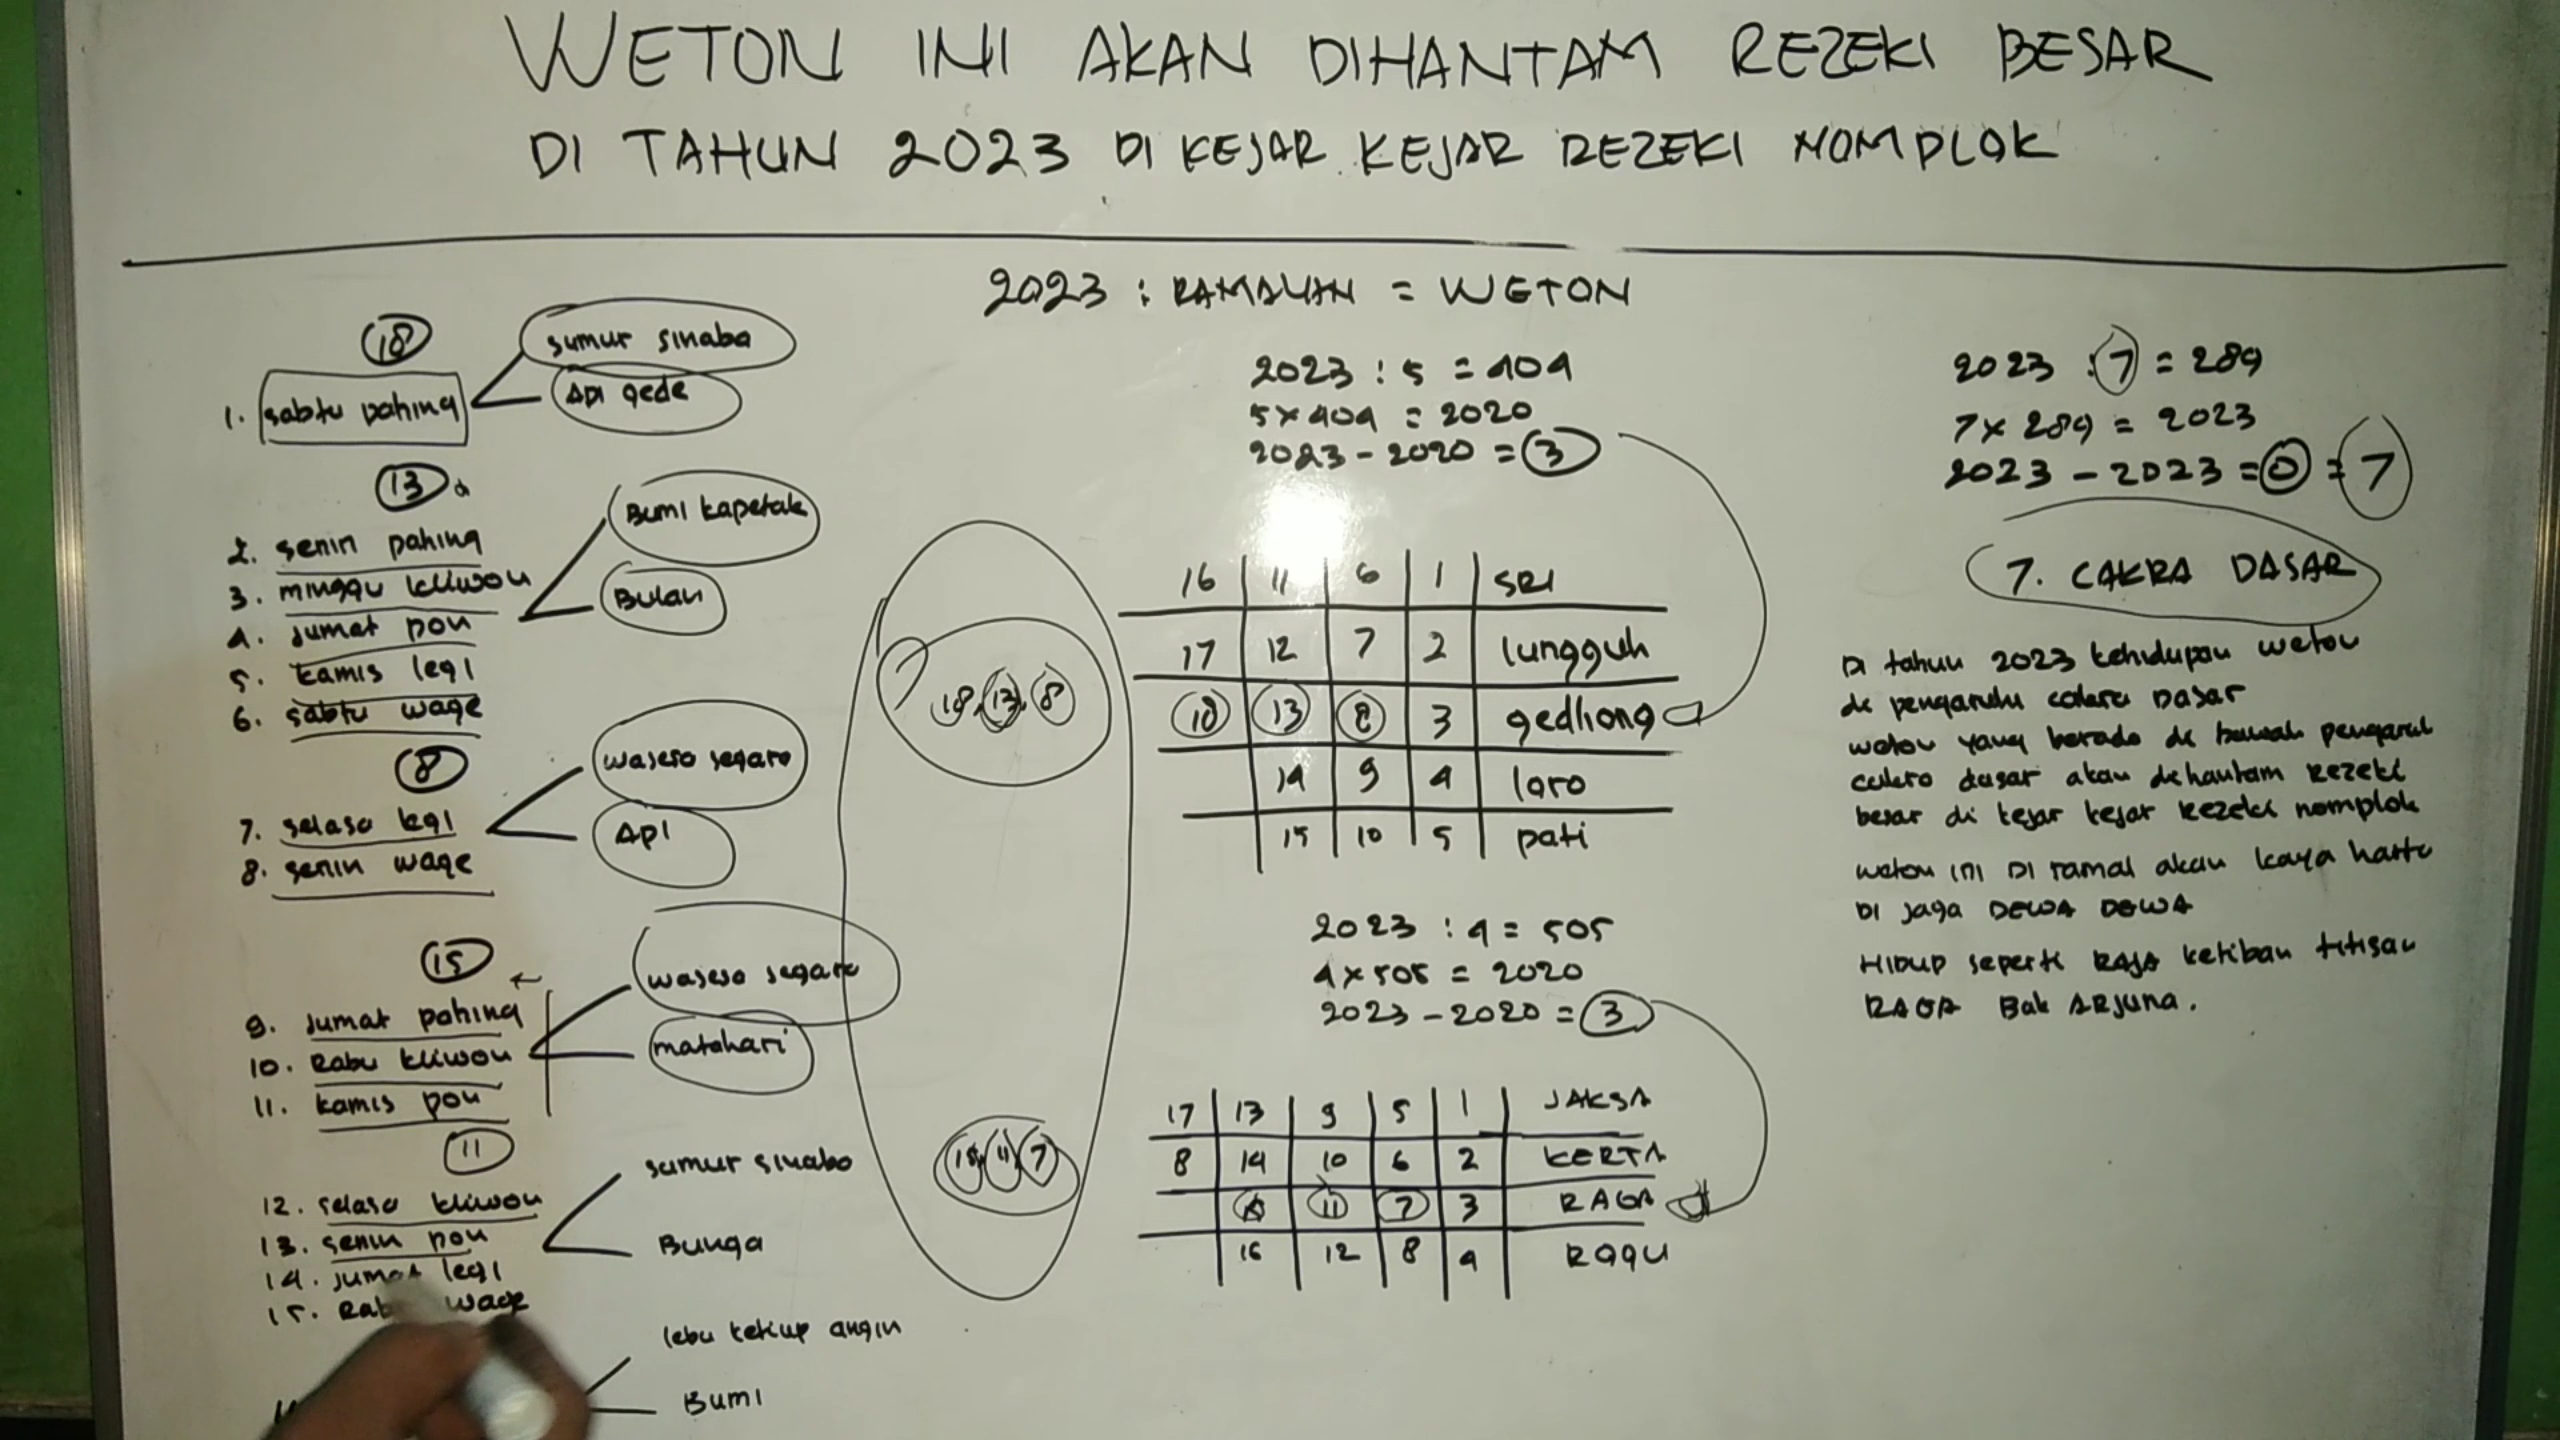 WETON INI AKAN DIHANTAM REZEKI BESAR
DI TAHUN 2023 DI KEJAR KEJAR REZEKI NOMPLOK
2023 : RAMALAN = WETON
18
1. sabtu pahing
sumur sinaba
Api gede
13
2. senin pahing
3. minggu kliwon
4. jumat pon
5. kamis legi
6. sabtu wage
Bumi kapetak
Bulan
8
7. selasa legi
8. senin wage
waseso segaro
Api
15
9. jumat pahing
10. Rabu kliwon
11. kamis pon
waseso segaro
matahari
11
12. selasa kliwon
13. senin pon
14. jumat legi
15. Rabu wage
sumur sinabo
Bunga
lebu ketiup angin
Bumi
18, 13, 8
15 11 7
2023 : 5 = 404
5 x 404 = 2020
2023 - 2020 = 3
16 11 6 1 SRI
17 12 7 2 lungguh
18 13 8 3 gedhong
14 9 4 loro
15 10 5 pati
2023 : 4 = 505
4 x 505 = 2020
2023 - 2020 = 3
17 13 9 5 1 JAKSA
8 14 10 6 2 KERTA
11 7 3 RAGA
16 12 8 4 RAGU
2023 : 7 = 289
7 x 289 = 2023
2023 - 2023 = 0 = 7
7. CAKRA DASAR
Di tahun 2023 kehidupan weton
di pengaruhi cakra Dasar
weton yang berada di bawah pengaruh
cakra dasar akan dihantam Rezeki
besar di kejar kejar Rezeki nomplok
weton ini Di ramal akan kaya harta
DI jaga DEWA DEWA
HIDUP seperti RAJA ketiban titisan
RAGA Bak ARJUNA.